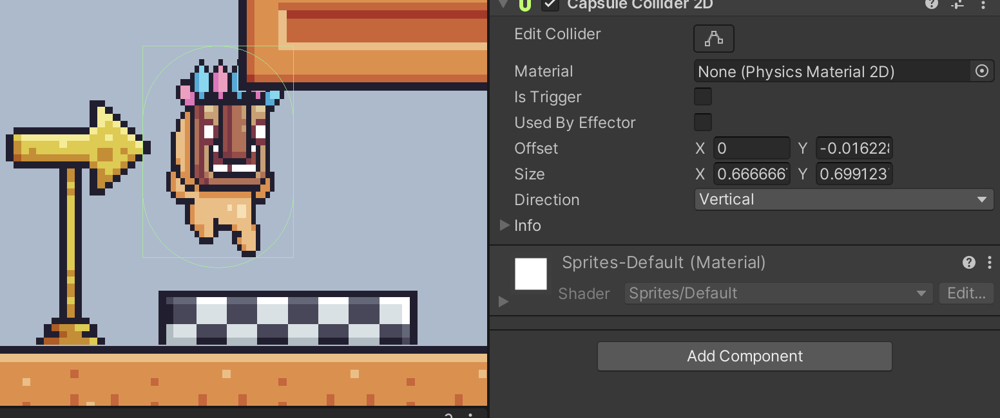 Capsule Collider 2D
Edit Collider
Material None (Physics Material 2D)
Is Trigger
Used By Effector
Offset X 0 Y -0.01622
Size X 0.666666 Y 0.699123
Direction Vertical
Info
Sprites-Default (Material)
Shader Sprites/Default Edit...
Add Component